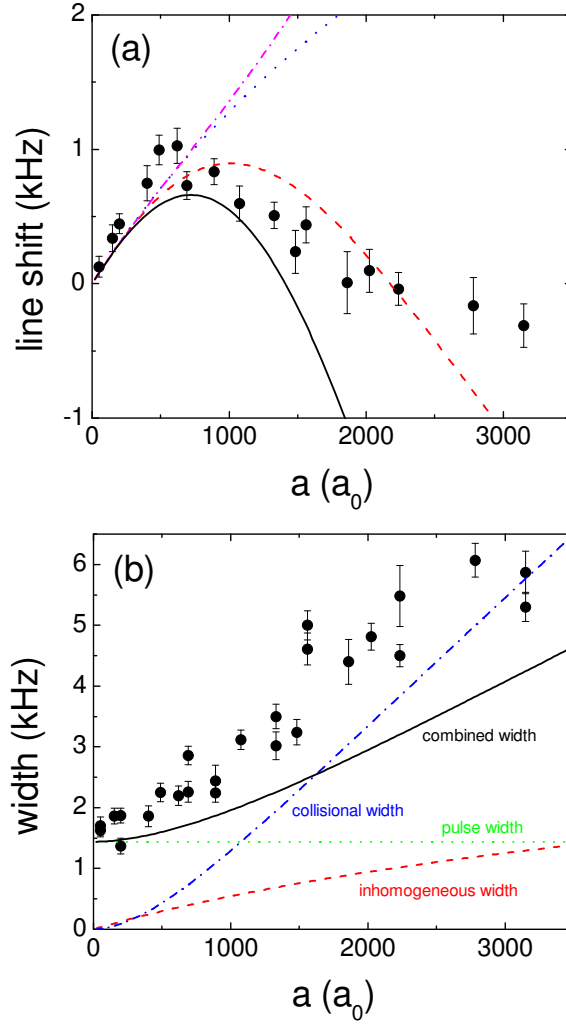 (a)
line shift (kHz)
2
1
0
-1
0 1000 2000 3000
a (a₀)
(b)
width (kHz)
6
5
4
3
2
1
0
combined width
collisional width
pulse width
inhomogeneous width
0 1000 2000 3000
a (a₀)